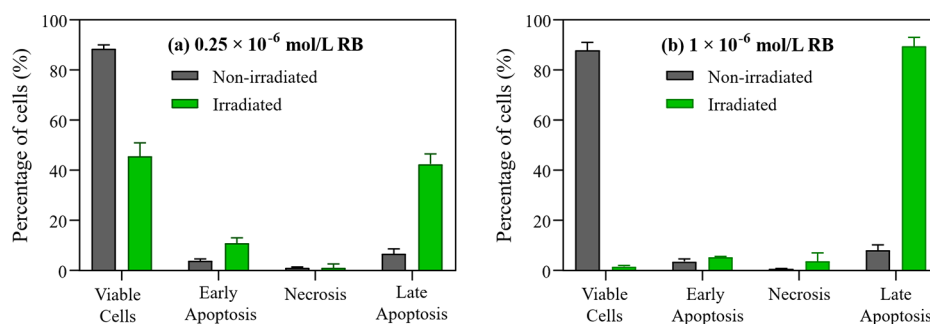 (a) 0.25 × 10⁻⁶ mol/L RB
Non-irradiated
Irradiated
Percentage of cells (%)
100
80
60
40
20
0
Viable
Cells
Early
Apoptosis
Necrosis
Late
Apoptosis
(b) 1 × 10⁻⁶ mol/L RB
Non-irradiated
Irradiated
Percentage of cells (%)
100
80
60
40
20
0
Viable
Cells
Early
Apoptosis
Necrosis
Late
Apoptosis